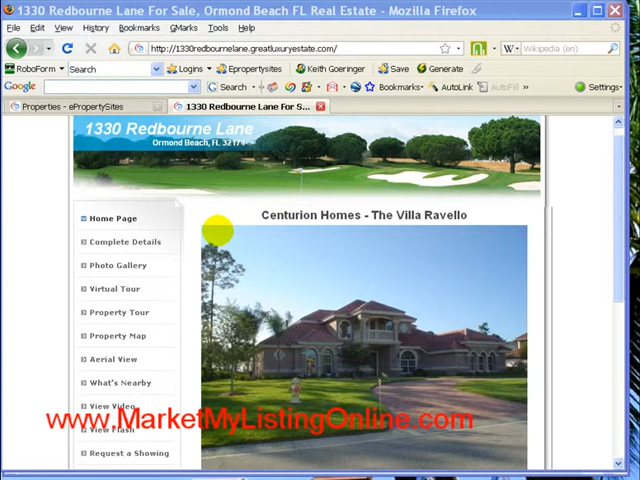 1330 Redbourne Lane For Sale, Ormond Beach FL Real Estate - Mozilla Firefox
File Edit View History Bookmarks GMarks Tools Help
http://1330redbournelane.greatluxuryestate.com/
Wikipedia (en)
RoboForm Search Logins Epropertysites Keith Goeringer Save Generate
Google Search Bookmarks AutoLink AutoFill Settings
Properties - ePropertySites
1330 Redbourne Lane For S...
1330 Redbourne Lane
Ormond Beach, FL 32174
Centurion Homes - The Villa Ravello
Home Page
Complete Details
Photo Gallery
Virtual Tour
Property Tour
Property Map
Aerial View
What's Nearby
View Video
www.MarketMyListingOnline.com
View Flash
Request a Showing